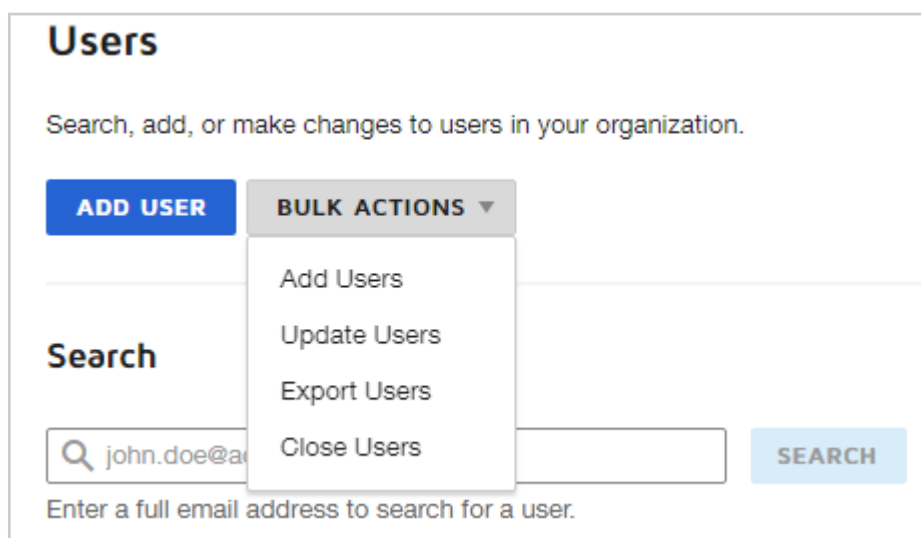 Users
Search, add, or make changes to users in your organization.
ADD USER
BULK ACTIONS
Add Users
Update Users
Export Users
Close Users
Search
john.doe@a
SEARCH
Enter a full email address to search for a user.